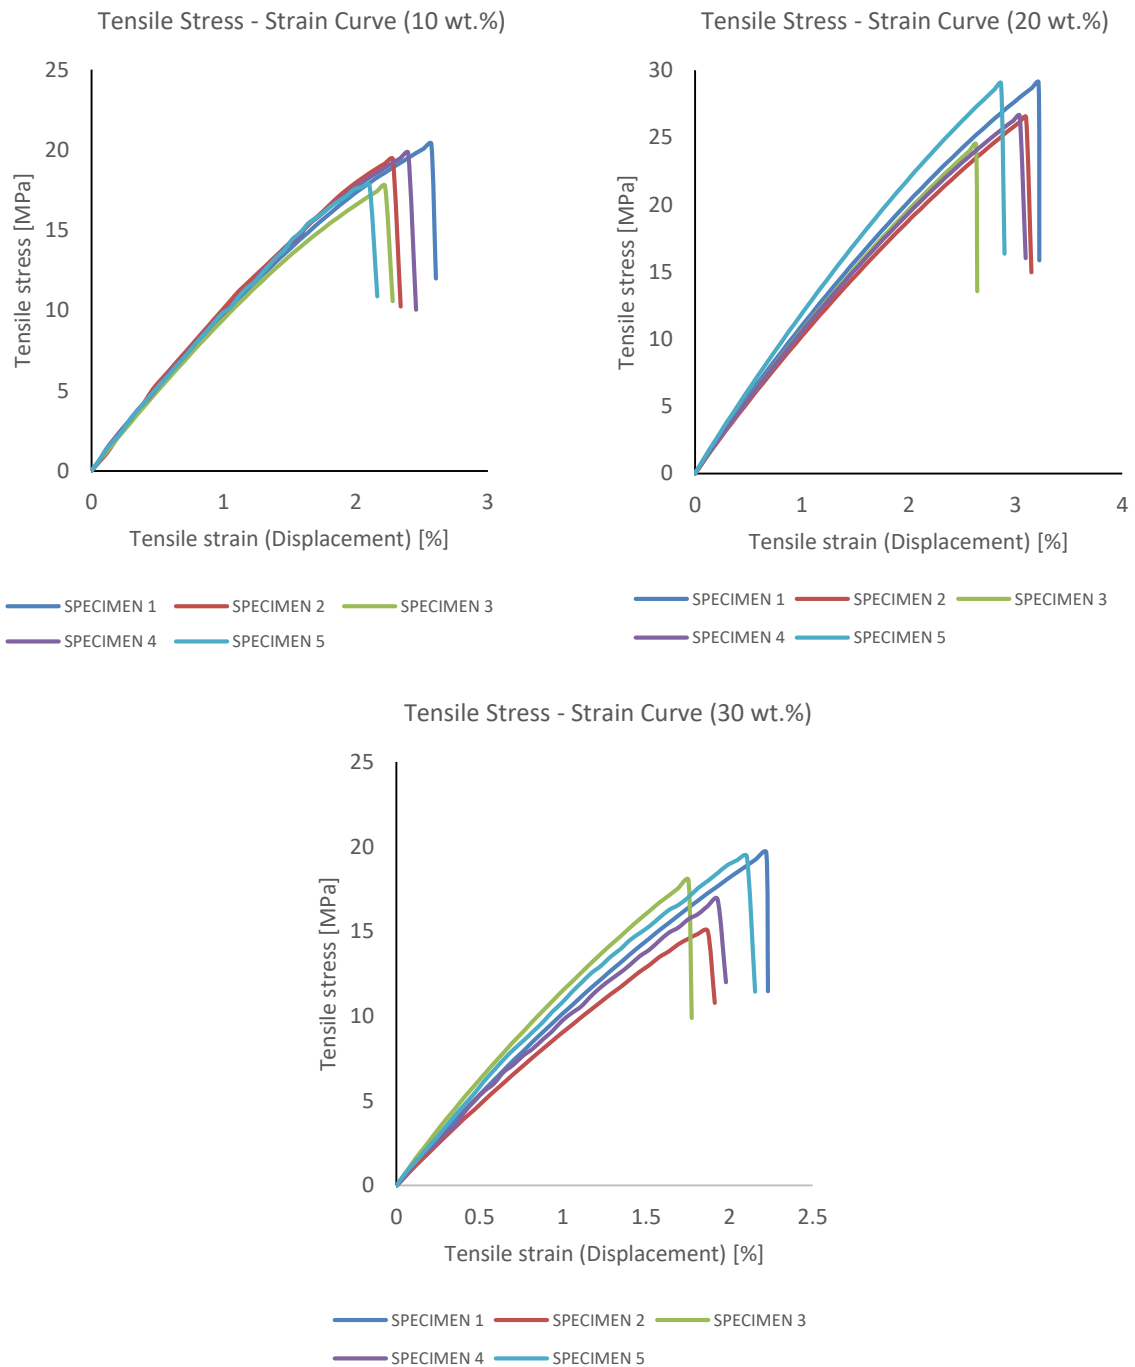 Tensile Stress - Strain Curve (10 wt.%)
25
20
15
10
5
0
Tensile stress [MPa]
0 1 2 3
Tensile strain (Displacement) [%]
SPECIMEN 1 SPECIMEN 2 SPECIMEN 3
SPECIMEN 4 SPECIMEN 5
Tensile Stress - Strain Curve (20 wt.%)
30
25
20
15
10
5
0
Tensile stress [MPa]
0 1 2 3 4
Tensile strain (Displacement) [%]
SPECIMEN 1 SPECIMEN 2 SPECIMEN 3
SPECIMEN 4 SPECIMEN 5
Tensile Stress - Strain Curve (30 wt.%)
25
20
15
10
5
0
Tensile stress [MPa]
0 0.5 1 1.5 2 2.5
Tensile strain (Displacement) [%]
SPECIMEN 1 SPECIMEN 2 SPECIMEN 3
SPECIMEN 4 SPECIMEN 5